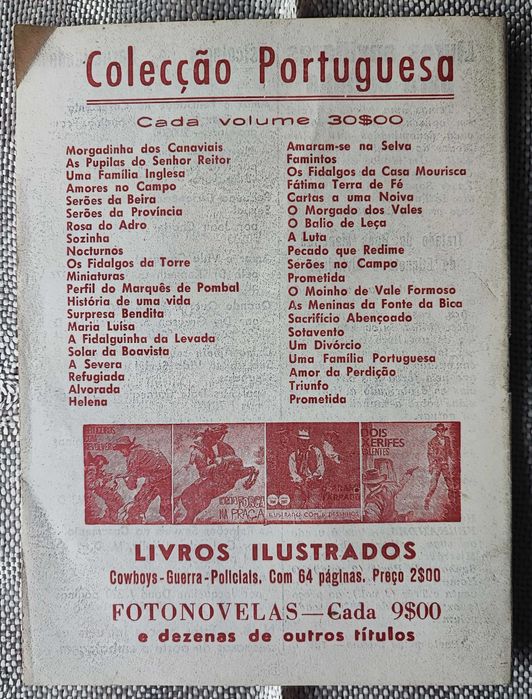 Colecção Portuguesa
Cada volume 30$00
Morgadinha dos Canaviais
As Pupilas do Senhor Reitor
Uma Família Inglesa
Amores no Campo
Serões da Beira
Serões da Província
Rosa do Adro
Sozinha
Nocturnos
Os Fidalgos da Torre
Miniaturas
Perfil do Marquês de Pombal
História de uma vida
Surpresa Bendita
Maria Luísa
A Fidalguinha da Levada
Solar da Boavista
A Severa
Refugiada
Alvorada
Helena
Amaram-se na Selva
Famintos
Os Fidalgos da Casa Mourisca
Fátima Terra de Fé
Cartas a uma Noiva
O Morgado dos Vales
O Balio de Leça
A Luta
Pecado que Redime
Serões no Campo
Prometida
O Moinho de Vale Formoso
As Meninas da Fonte da Bica
Sacrifício Abençoado
Sotavento
Um Divórcio
Uma Família Portuguesa
Amor da Perdição
Triunfo
Prometida
REVOLVER
NA PRAÇA
ILUSTRADO COM DESENHOS
DOIS
XERIFES
VALENTES
LIVROS ILUSTRADOS
Cowboys-Guerra-Policiais. Com 64 páginas. Preço 2$00
FOTONOVELAS—Cada 9$00
e dezenas de outros títulos